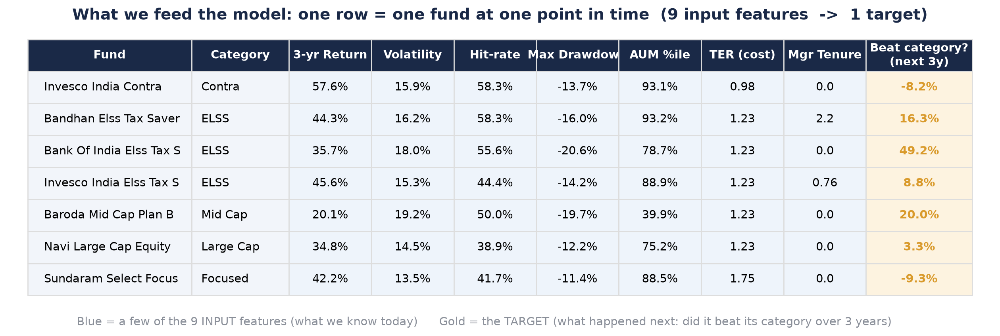 What we feed the model: one row = one fund at one point in time (9 input features -> 1 target)
Fund Category 3-yr Return Volatility Hit-rate Max Drawdow AUM %ile TER (cost) Mgr Tenure Beat category? (next 3y)
Invesco India Contra Contra 57.6% 15.9% 58.3% -13.7% 93.1% 0.98 0.0 -8.2%
Bandhan Elss Tax Saver ELSS 44.3% 16.2% 58.3% -16.0% 93.2% 1.23 2.2 16.3%
Bank Of India Elss Tax S ELSS 35.7% 18.0% 55.6% -20.6% 78.7% 1.23 0.0 49.2%
Invesco India Elss Tax S ELSS 45.6% 15.3% 44.4% -14.2% 88.9% 1.23 0.76 8.8%
Baroda Mid Cap Plan B Mid Cap 20.1% 19.2% 50.0% -19.7% 39.9% 1.23 0.0 20.0%
Navi Large Cap Equity Large Cap 34.8% 14.5% 38.9% -12.2% 75.2% 1.23 0.0 3.3%
Sundaram Select Focus Focused 42.2% 13.5% 41.7% -11.4% 88.5% 1.75 0.0 -9.3%
Blue = a few of the 9 INPUT features (what we know today) Gold = the TARGET (what happened next: did it beat its category over 3 years)